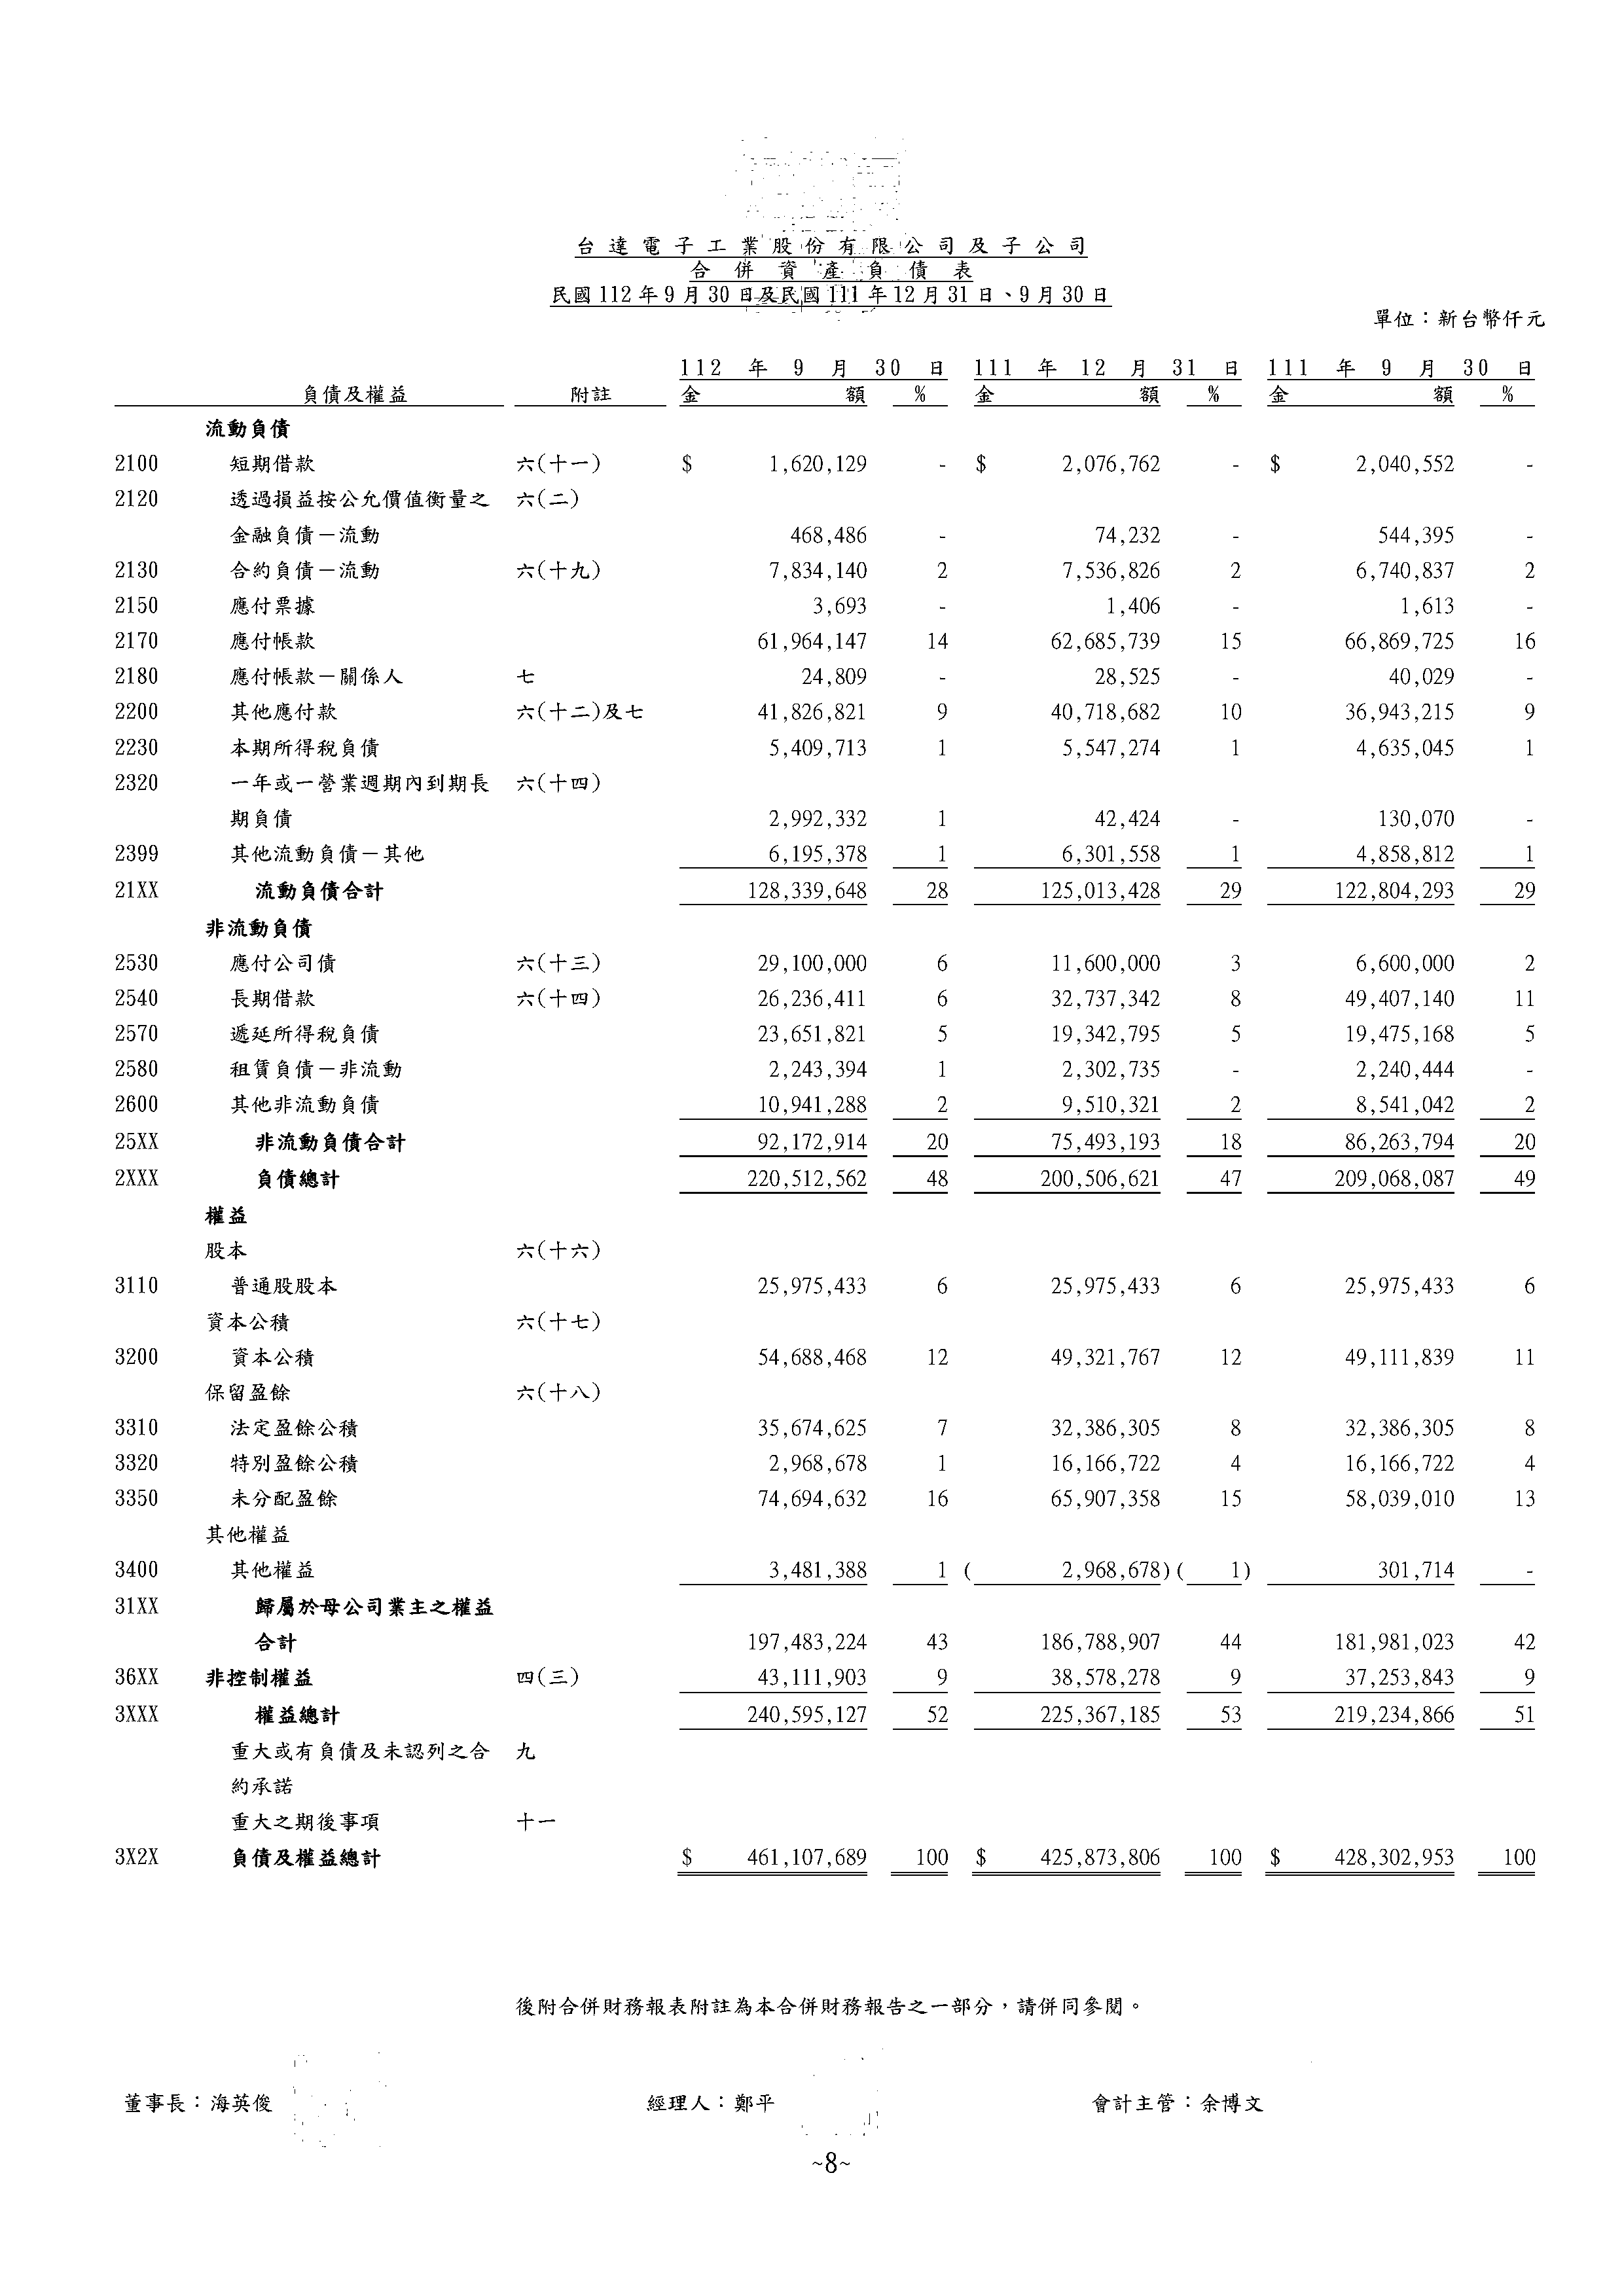 台達電子工業股份有限公司及子公司
合併資產負債表
民國112年9月30日及民國111年12月31日、9月30日
單位：新台幣仟元
112年9月30日 111年12月31日 111年9月30日
負債及權益 附註 金額 % 金額 % 金額 %
流動負債
2100 短期借款 六(十一) $ 1,620,129 - $ 2,076,762 - $ 2,040,552 -
2120 透過損益按公允價值衡量之 六(二)
金融負債－流動 468,486 - 74,232 - 544,395 -
2130 合約負債－流動 六(十九) 7,834,140 2 7,536,826 2 6,740,837 2
2150 應付票據 3,693 - 1,406 - 1,613 -
2170 應付帳款 61,964,147 14 62,685,739 15 66,869,725 16
2180 應付帳款－關係人 七 24,809 - 28,525 - 40,029 -
2200 其他應付款 六(十二)及七 41,826,821 9 40,718,682 10 36,943,215 9
2230 本期所得稅負債 5,409,713 1 5,547,274 1 4,635,045 1
2320 一年或一營業週期內到期長 六(十四)
期負債 2,992,332 1 42,424 - 130,070 -
2399 其他流動負債－其他 6,195,378 1 6,301,558 1 4,858,812 1
21XX 流動負債合計 128,339,648 28 125,013,428 29 122,804,293 29
非流動負債
2530 應付公司債 六(十三) 29,100,000 6 11,600,000 3 6,600,000 2
2540 長期借款 六(十四) 26,236,411 6 32,737,342 8 49,407,140 11
2570 遞延所得稅負債 23,651,821 5 19,342,795 5 19,475,168 5
2580 租賃負債－非流動 2,243,394 1 2,302,735 - 2,240,444 -
2600 其他非流動負債 10,941,288 2 9,510,321 2 8,541,042 2
25XX 非流動負債合計 92,172,914 20 75,493,193 18 86,263,794 20
2XXX 負債總計 220,512,562 48 200,506,621 47 209,068,087 49
權益
股本 六(十六)
3110 普通股股本 25,975,433 6 25,975,433 6 25,975,433 6
資本公積 六(十七)
3200 資本公積 54,688,468 12 49,321,767 12 49,111,839 11
保留盈餘 六(十八)
3310 法定盈餘公積 35,674,625 7 32,386,305 8 32,386,305 8
3320 特別盈餘公積 2,968,678 1 16,166,722 4 16,166,722 4
3350 未分配盈餘 74,694,632 16 65,907,358 15 58,039,010 13
其他權益
3400 其他權益 3,481,388 1 ( 2,968,678) ( 1) 301,714 -
31XX 歸屬於母公司業主之權益
合計 197,483,224 43 186,788,907 44 181,981,023 42
36XX 非控制權益 四(三) 43,111,903 9 38,578,278 9 37,253,843 9
3XXX 權益總計 240,595,127 52 225,367,185 53 219,234,866 51
重大或有負債及未認列之合 九
約承諾
重大之期後事項 十一
3X2X 負債及權益總計 $ 461,107,689 100 $ 425,873,806 100 $ 428,302,953 100
後附合併財務報表附註為本合併財務報告之一部分，請併同參閱。
董事長：海英俊 經理人：鄭平 會計主管：余博文
~8~